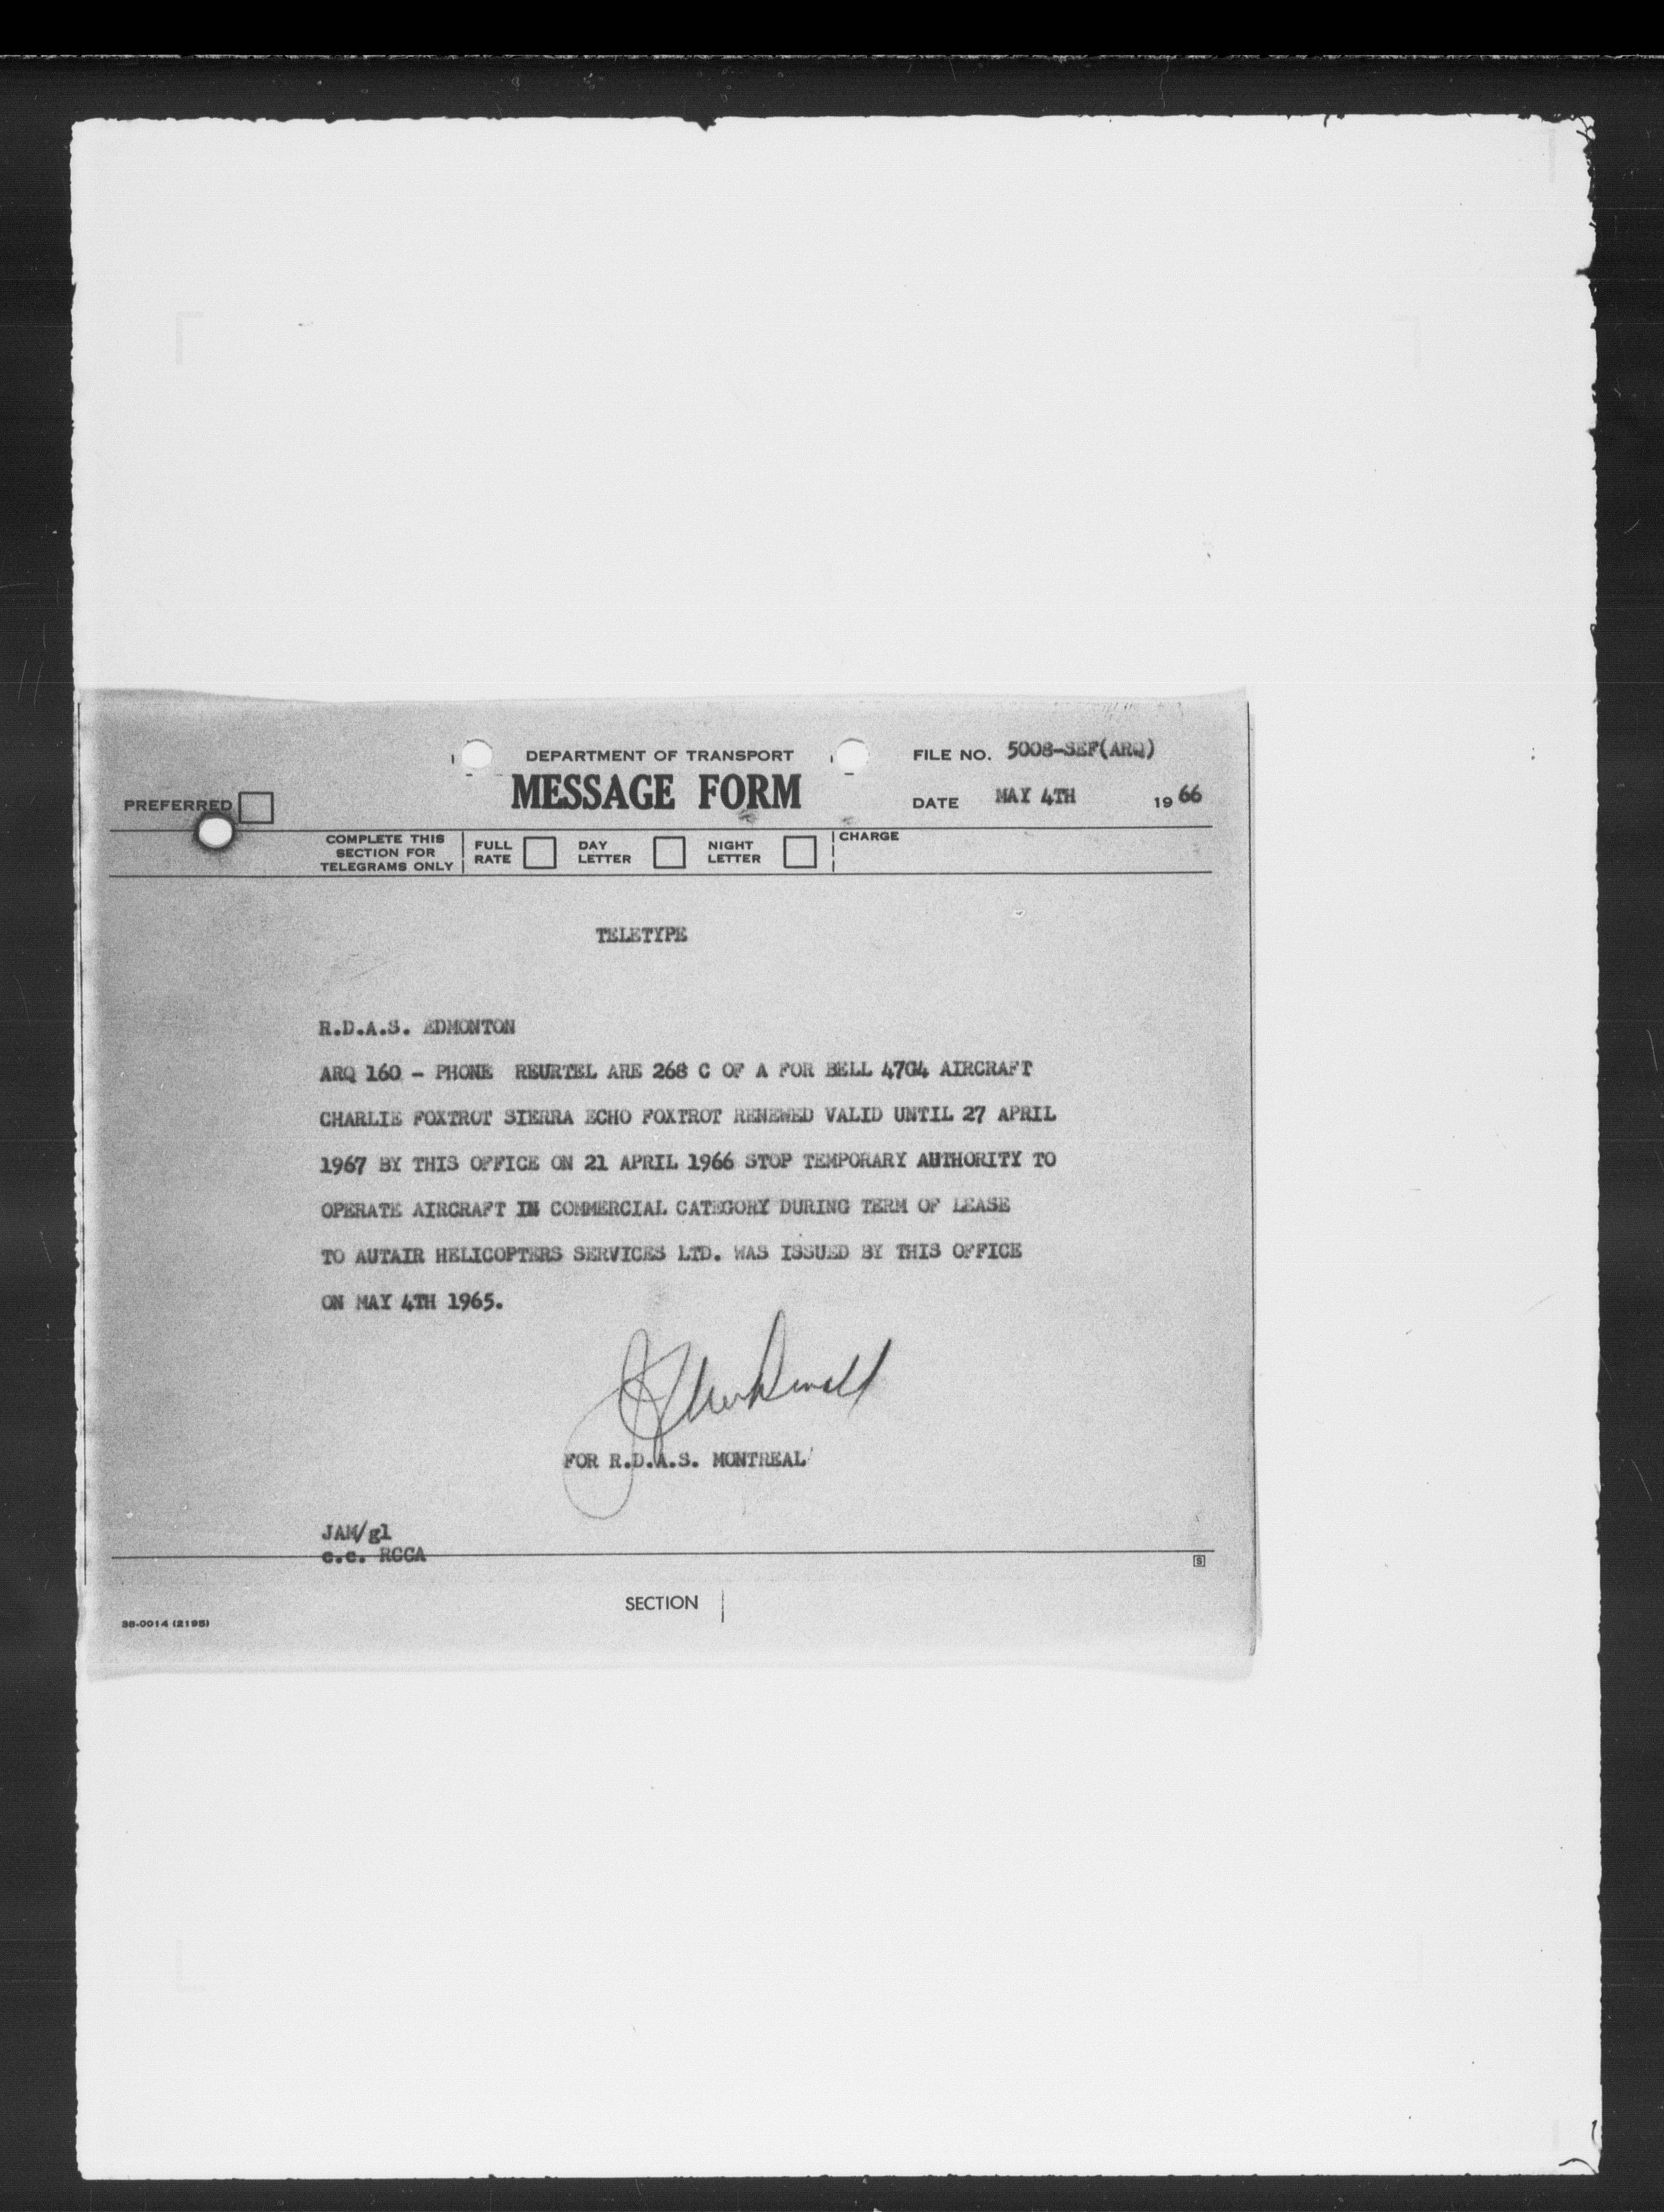 DEPARTMENT OF TRANSPORT
MESSAGE FORM
FILE NO. 5008-SEF(ARQ)
DATE MAY 4TH 1966
PREFERRED
COMPLETE THIS SECTION FOR TELEGRAMS ONLY
FULL RATE
DAY LETTER
NIGHT LETTER
CHARGE
TELETYPE
R.D.A.S. EDMONTON
ARQ 160 - PHONE REURTEL ARE 268 C OF A FOR BELL 47G4 AIRCRAFT
CHARLIE FOXTROT SIERRA ECHO FOXTROT RENEWED VALID UNTIL 27 APRIL
1967 BY THIS OFFICE ON 21 APRIL 1966 STOP TEMPORARY AUTHORITY TO
OPERATE AIRCRAFT IN COMMERCIAL CATEGORY DURING TERM OF LEASE
TO AUTAIR HELICOPTERS SERVICES LTD. WAS ISSUED BY THIS OFFICE
ON MAY 4TH 1965.
FOR R.D.A.S. MONTREAL
JAM/gl
c.c. RCCA
S
SECTION
36-0014 (2195)